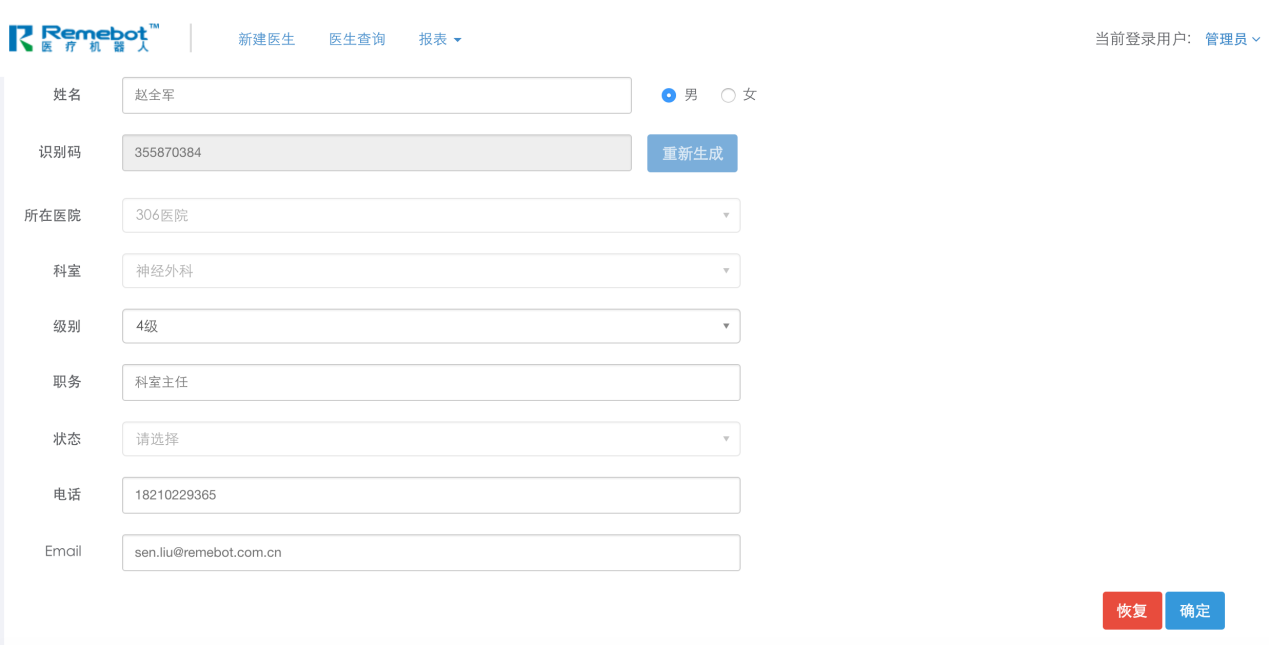 Remebot™
医疗机器人
新建医生 医生查询 报表
当前登录用户: 管理员
姓名 赵全军 男 女
识别码 355870384 重新生成
所在医院 306医院
科室 神经外科
级别 4级
职务 科室主任
状态 请选择
电话 18210229365
Email sen.liu@remebot.com.cn
恢复 确定